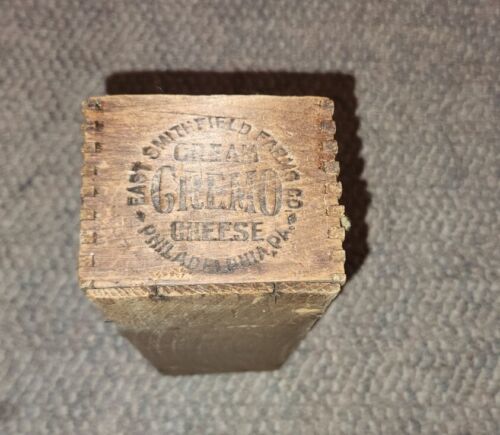 EAST SMITHFIELD FARMS CO.
CREAM
CREMO
CHEESE
PHILADELPHIA, PA.